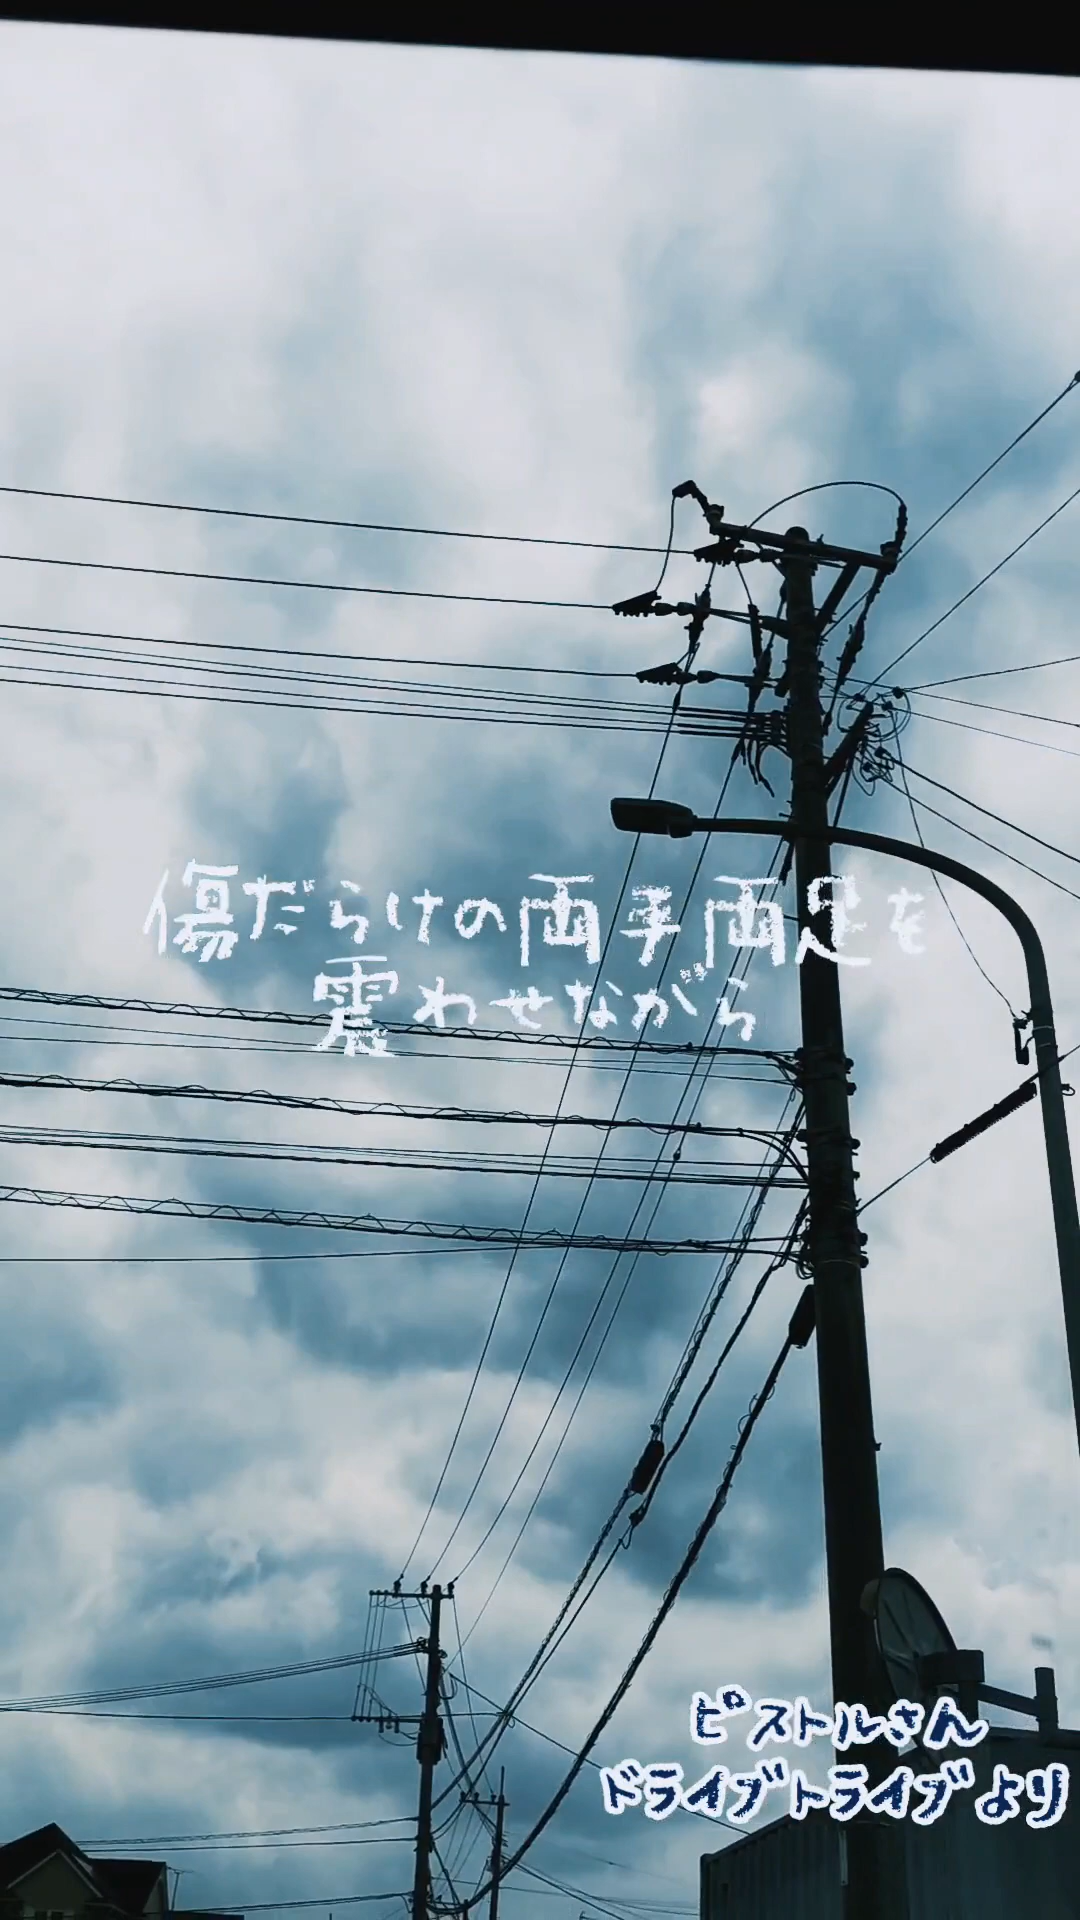 傷だらけの両手両足を
震わせながら
ピストルさん
ドライブトライブより